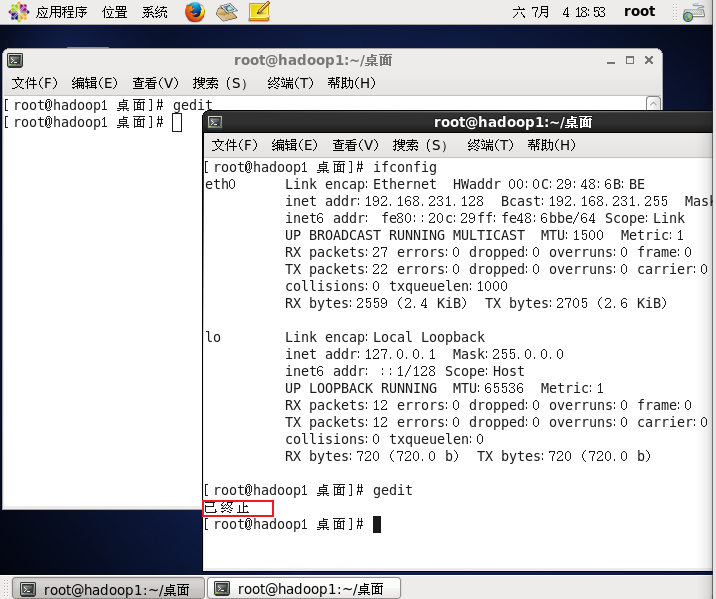 应用程序 位置 系统 六 7月 4 18:53 root
root@hadoop1:~/桌面
文件(F) 编辑(E) 查看(V) 搜索 (S) 终端(T) 帮助(H)
[root@hadoop1 桌面]# gedit
[root@hadoop1 桌面]#
root@hadoop1:~/桌面
文件(F) 编辑(E) 查看(V) 搜索 (S) 终端(T) 帮助(H)
[root@hadoop1 桌面]# ifconfig
eth0 Link encap:Ethernet HWaddr 00:0C:29:48:6B:BE
inet addr:192.168.231.128 Bcast:192.168.231.255 Mask
inet6 addr: fe80::20c:29ff:fe48:6bbe/64 Scope:Link
UP BROADCAST RUNNING MULTICAST MTU:1500 Metric:1
RX packets:27 errors:0 dropped:0 overruns:0 frame:0
TX packets:22 errors:0 dropped:0 overruns:0 carrier:0
collisions:0 txqueuelen:1000
RX bytes:2559 (2.4 KiB) TX bytes:2705 (2.6 KiB)
lo Link encap:Local Loopback
inet addr:127.0.0.1 Mask:255.0.0.0
inet6 addr: ::1/128 Scope:Host
UP LOOPBACK RUNNING MTU:65536 Metric:1
RX packets:12 errors:0 dropped:0 overruns:0 frame:0
TX packets:12 errors:0 dropped:0 overruns:0 carrier:0
collisions:0 txqueuelen:0
RX bytes:720 (720.0 b) TX bytes:720 (720.0 b)
[root@hadoop1 桌面]# gedit
已终止
[root@hadoop1 桌面]#
root@hadoop1:~/桌面 root@hadoop1:~/桌面